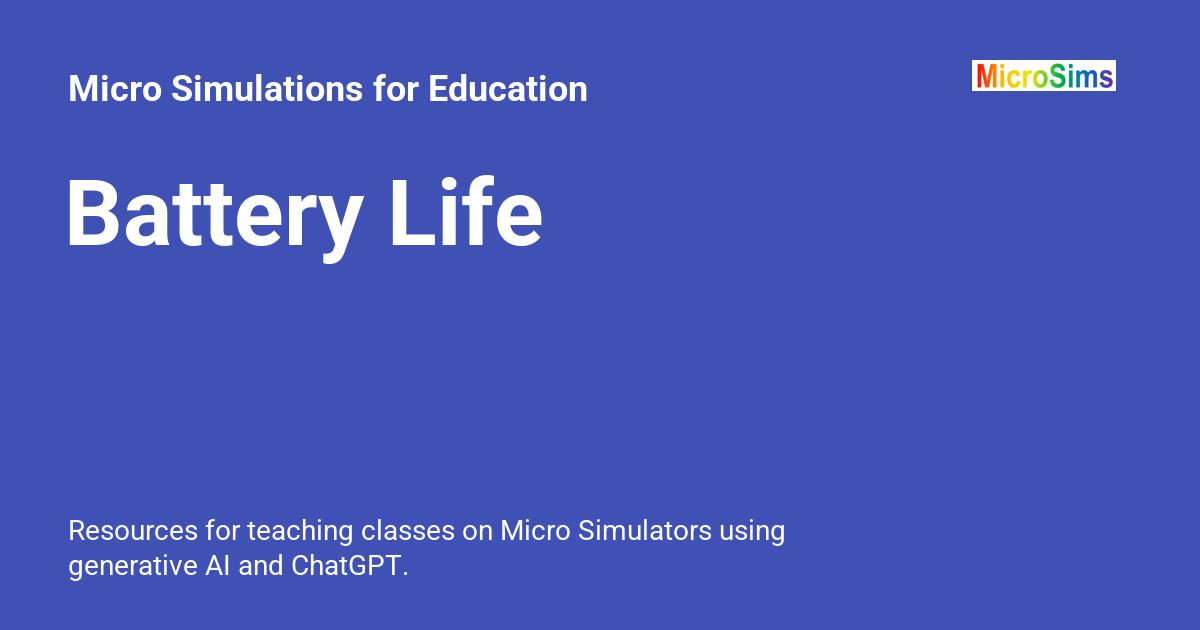 Micro Simulations for Education
MicroSims
Battery Life
Resources for teaching classes on Micro Simulators using
generative AI and ChatGPT.